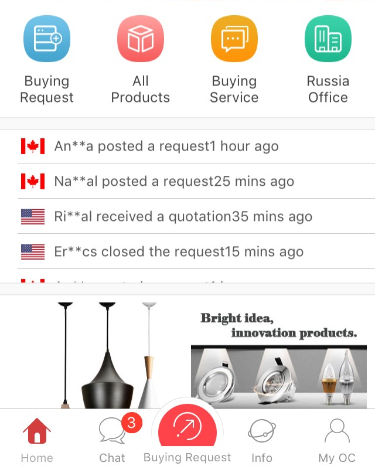 Buying
Request
All
Products
Buying
Service
Russia
Office
An**a posted a request1 hour ago
Na**al posted a request25 mins ago
Ri**al received a quotation35 mins ago
Er**cs closed the request15 mins ago
Bright idea,
innovation products.
3
Home
Chat
Buying Request
Info
My OC